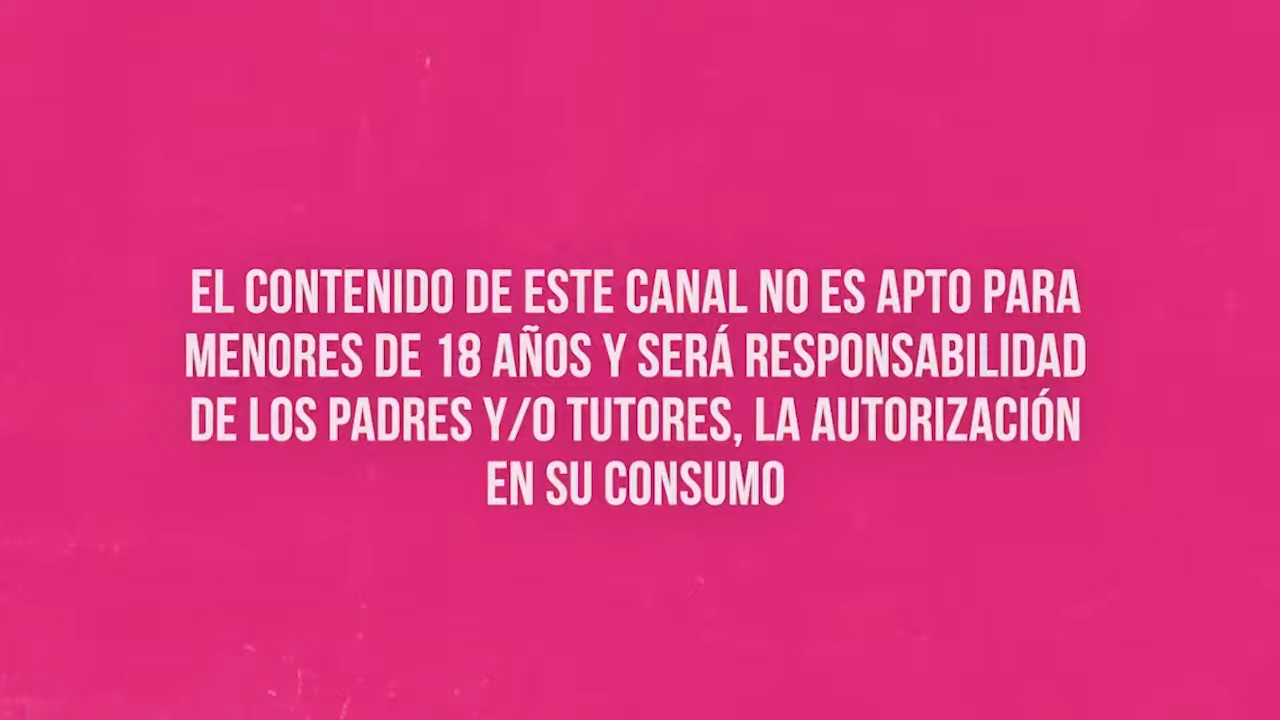 EL CONTENIDO DE ESTE CANAL NO ES APTO PARA
MENORES DE 18 AÑOS Y SERÁ RESPONSABILIDAD
DE LOS PADRES Y/O TUTORES, LA AUTORIZACIÓN
EN SU CONSUMO